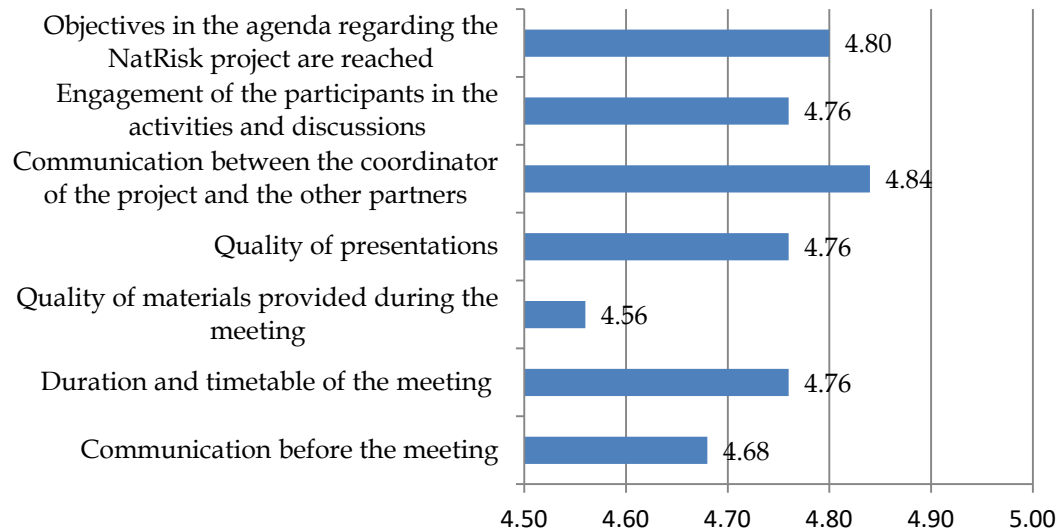 Objectives in the agenda regarding the
NatRisk project are reached
4.80
Engagement of the participants in the
activities and discussions
4.76
Communication between the coordinator
of the project and the other partners
4.84
Quality of presentations
4.76
Quality of materials provided during the
meeting
4.56
Duration and timetable of the meeting
4.76
Communication before the meeting
4.68
4.50 4.60 4.70 4.80 4.90 5.00